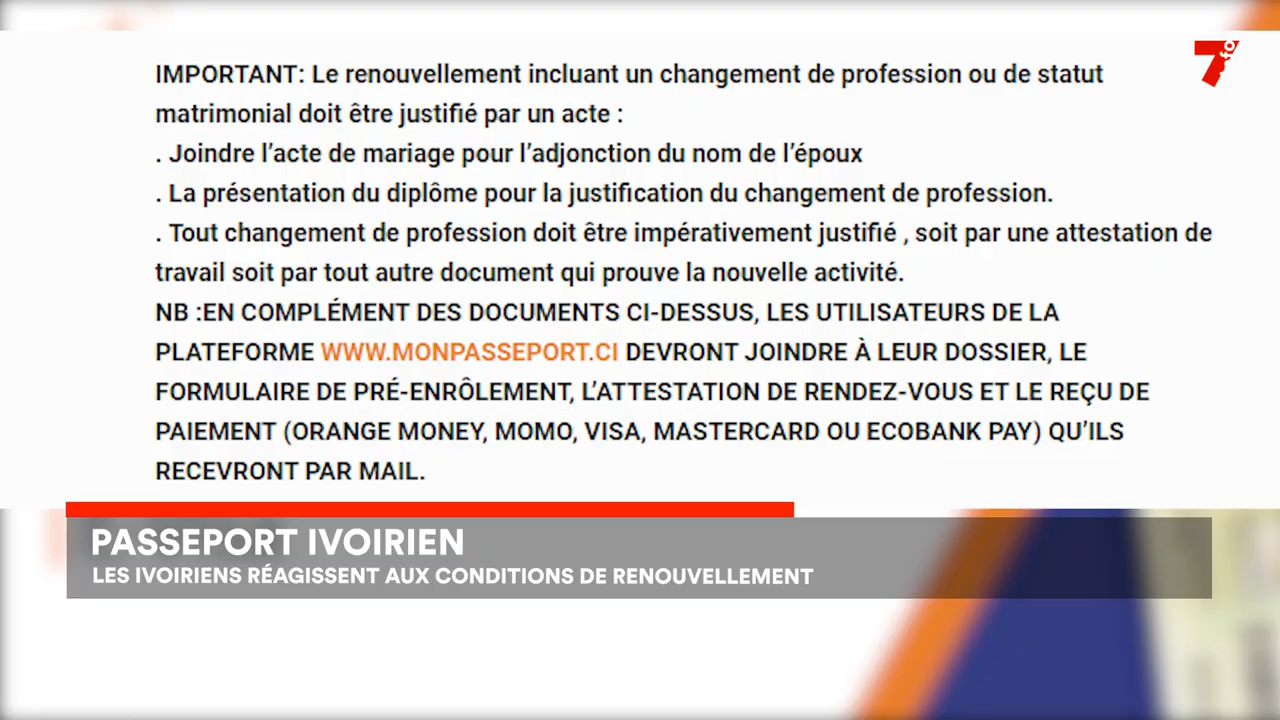 7
fo
IMPORTANT: Le renouvellement incluant un changement de profession ou de statut
matrimonial doit être justifié par un acte :
. Joindre l'acte de mariage pour l'adjonction du nom de l'époux
. La présentation du diplôme pour la justification du changement de profession.
. Tout changement de profession doit être impérativement justifié , soit par une attestation de
travail soit par tout autre document qui prouve la nouvelle activité.
NB :EN COMPLÉMENT DES DOCUMENTS CI-DESSUS, LES UTILISATEURS DE LA
PLATEFORME WWW.MONPASSEPORT.CI DEVRONT JOINDRE À LEUR DOSSIER, LE
FORMULAIRE DE PRÉ-ENRÔLEMENT, L'ATTESTATION DE RENDEZ-VOUS ET LE REÇU DE
PAIEMENT (ORANGE MONEY, MOMO, VISA, MASTERCARD OU ECOBANK PAY) QU'ILS
RECEVRONT PAR MAIL.
PASSEPORT IVOIRIEN
LES IVOIRIENS RÉAGISSENT AUX CONDITIONS DE RENOUVELLEMENT